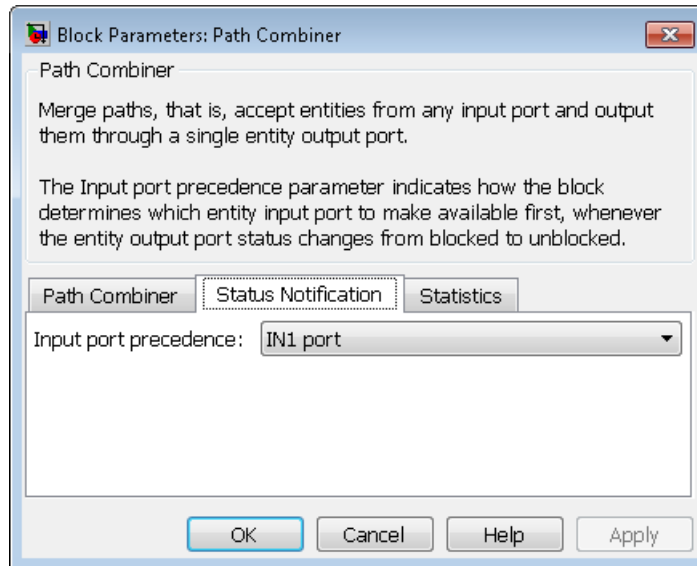 Block Parameters: Path Combiner
Path Combiner
Merge paths, that is, accept entities from any input port and output
them through a single entity output port.
The Input port precedence parameter indicates how the block
determines which entity input port to make available first, whenever
the entity output port status changes from blocked to unblocked.
Path Combiner Status Notification Statistics
Input port precedence: IN1 port
OK Cancel Help Apply